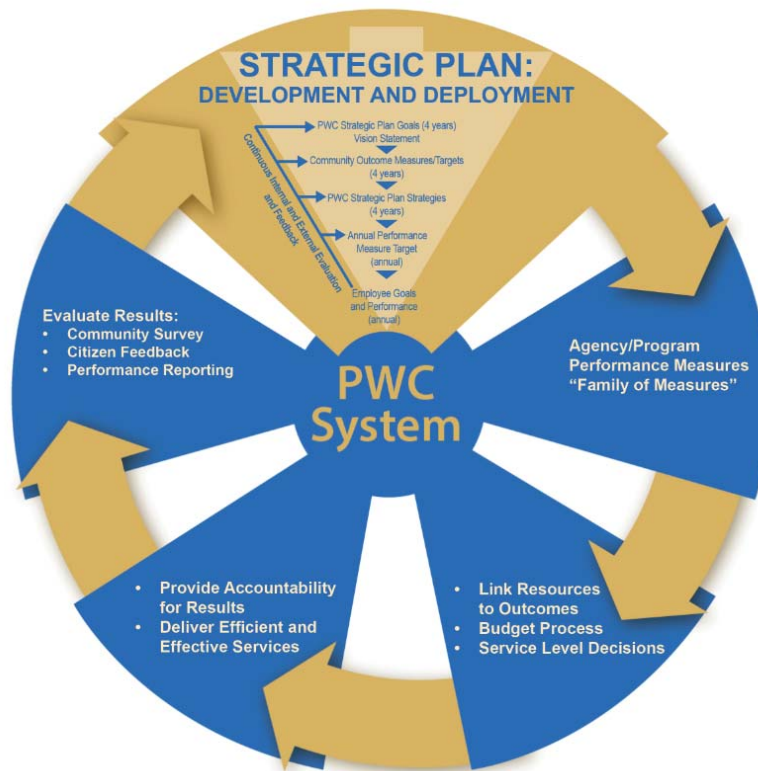 STRATEGIC PLAN:
DEVELOPMENT AND DEPLOYMENT
PWC Strategic Plan Goals (4 years)
Vision Statement
Community Outcome Measures/Targets
(4 years)
PWC Strategic Plan Strategies
(4 years)
Annual Performance
Measure Target
(annual)
Employee Goals
and Performance
(annual)
Continuous Internal and External Evaluation
and Feedback
Agency/Program
Performance Measures
“Family of Measures”
• Link Resources
to Outcomes
• Budget Process
• Service Level Decisions
• Provide Accountability
for Results
• Deliver Efficient and
Effective Services
Evaluate Results:
• Community Survey
• Citizen Feedback
• Performance Reporting
PWC
System